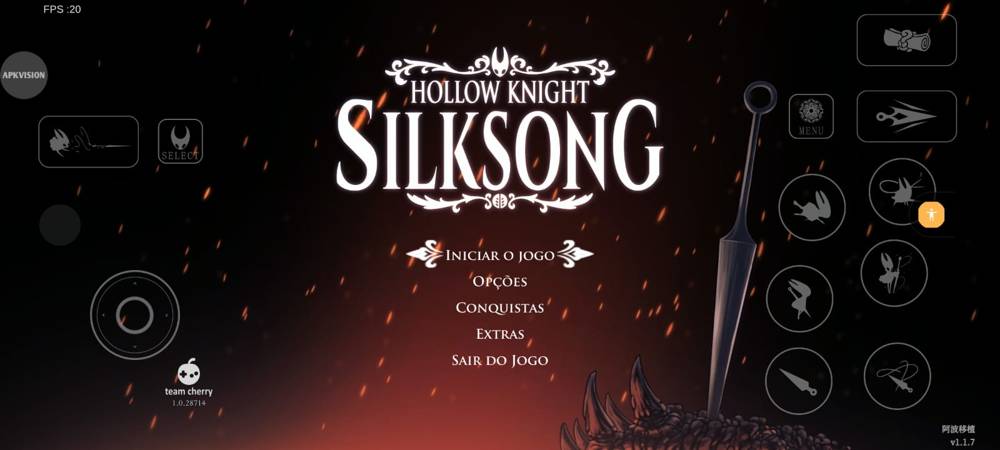 FPS :20
APKVISION
HOLLOW KNIGHT
SILKSONG
SELECT
MENU
INICIAR O JOGO
OPÇÕES
CONQUISTAS
EXTRAS
SAIR DO JOGO
team cherry
1.0.28714
阿波移植
v1.1.7